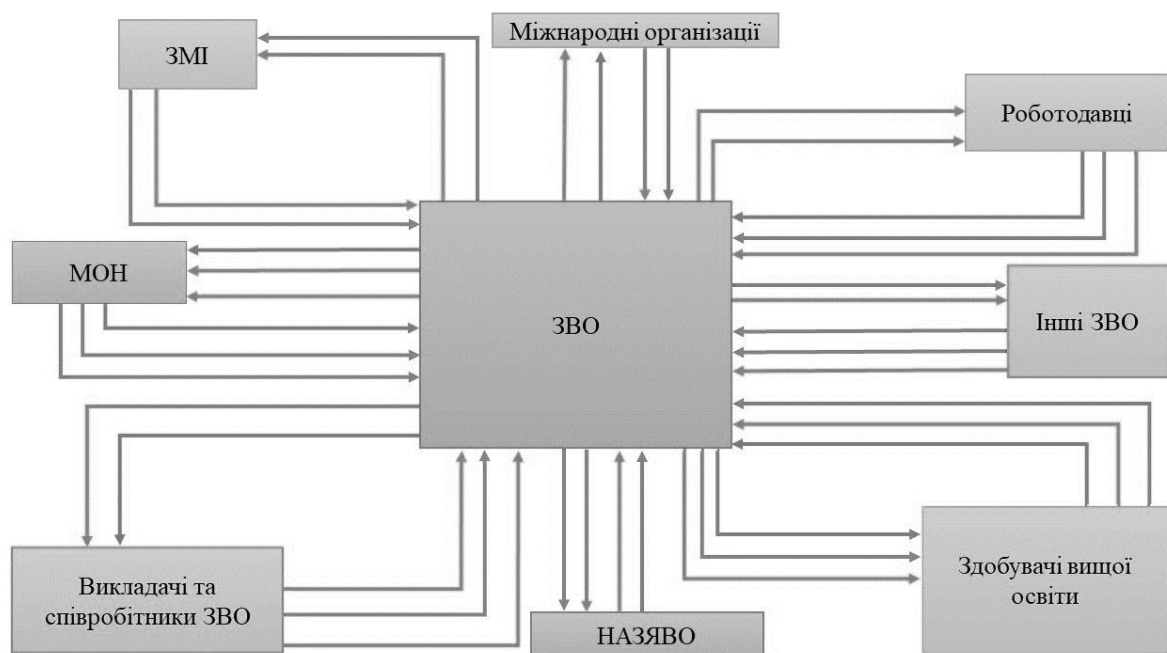 Міжнародні організації
ЗМІ
Роботодавці
МОН
ЗВО
Інші ЗВО
Викладачі та
співробітники ЗВО
НАЗЯВО
Здобувачі вищої
освіти